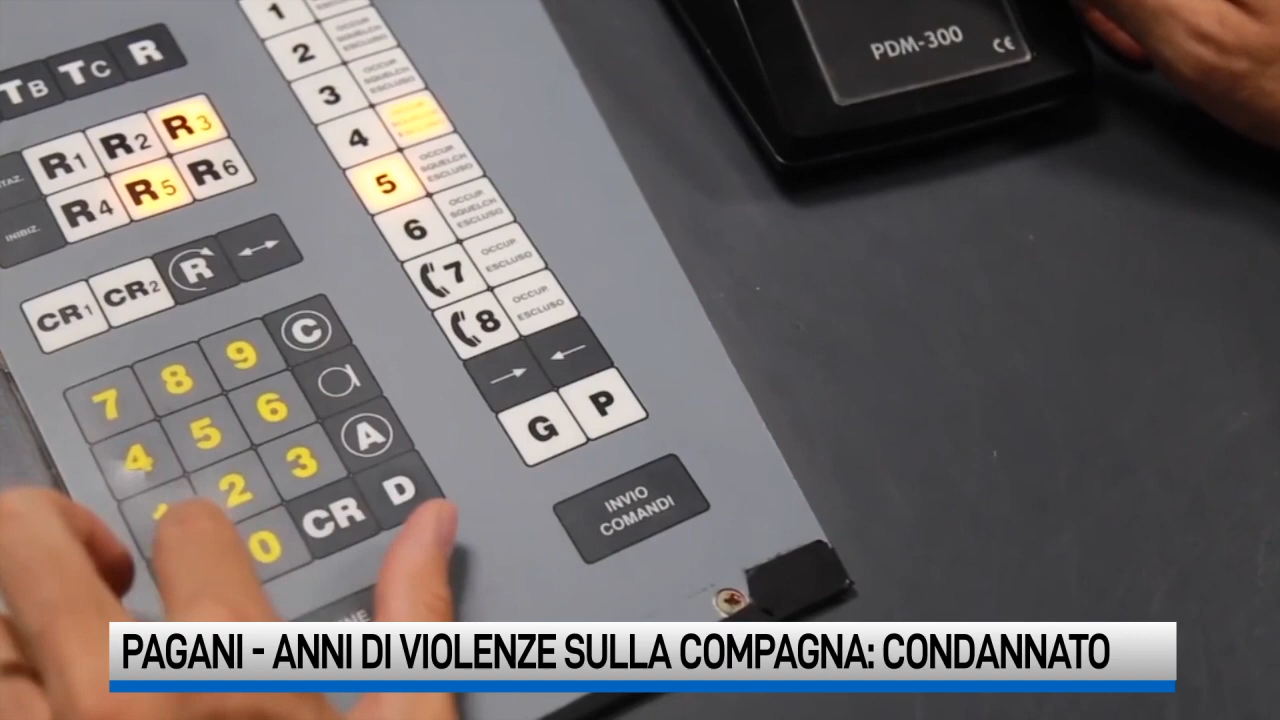 TB TC R
R1 R2 R3
R4 R5 R6
INIBIZ.
CR1 CR2 R
7 8 9 C
4 5 6
2 3 A
0 CR D
1
2
3
4
5
6
7
8
OCCUP. SQUELCH ESCLUSO
OCCUP. SQUELCH ESCLUSO
OCCUP. SQUELCH ESCLUSO
OCCUP. SQUELCH ESCLUSO
OCCUP. ESCLUSO
OCCUP. ESCLUSO
G P
INVIO
COMANDI
PDM-300
CE
PAGANI - ANNI DI VIOLENZE SULLA COMPAGNA: CONDANNATO